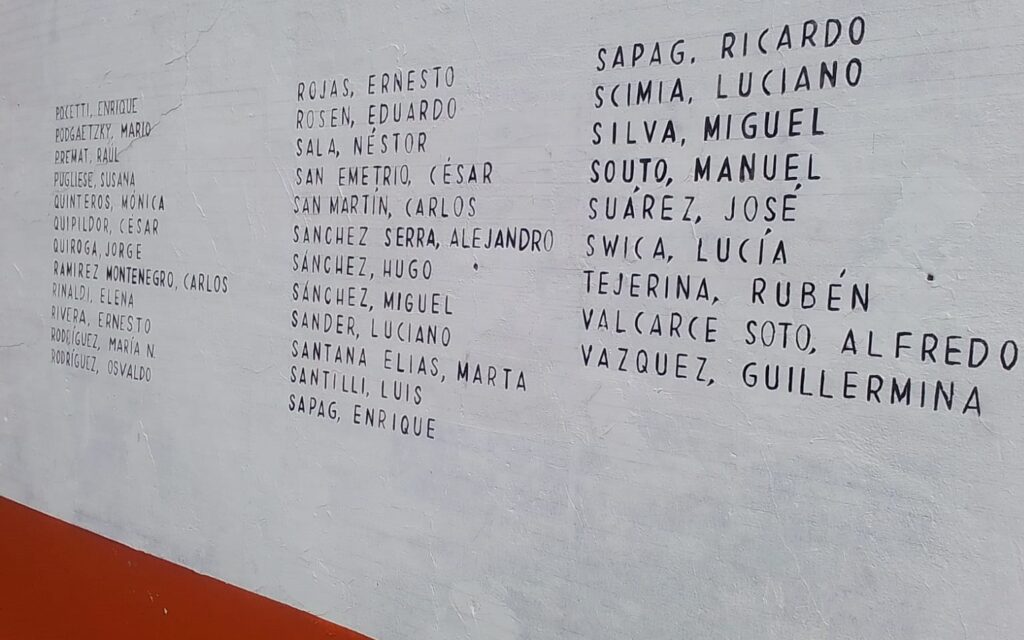 POCETTI, ENRIQUE
PODGAETZKY, MARIO
PREMAT, RAUL
PUGLIESE, SUSANA
QUINTEROS, MÓNICA
QUIPILDOR, CESAR
QUIROGA, JORGE
RAMIREZ MONTENEGRO, CARLOS
RINALDI, ELENA
RIVERA, ERNESTO
RODRÍGUEZ, MARÍA N.
RODRÍGUEZ, OSVALDO
ROJAS, ERNESTO
ROSEN, EDUARDO
SALA, NÉSTOR
SAN EMETRIO, CÉSAR
SAN MARTÍN, CARLOS
SANCHEZ SERRA, ALEJANDRO
SÁNCHEZ, HUGO
SÁNCHEZ, MIGUEL
SANDER, LUCIANO
SANTANA ELIAS, MARTA
SANTILLI, LUIS
SAPAG, ENRIQUE
SAPAG, RICARDO
SCIMIA, LUCIANO
SILVA, MIGUEL
SOUTO, MANUEL
SUÁREZ, JOSÉ
SWICA, LUCÍA
TEJERINA, RUBÉN
VALCARCE SOTO, ALFREDO
VAZQUEZ, GUILLERMINA